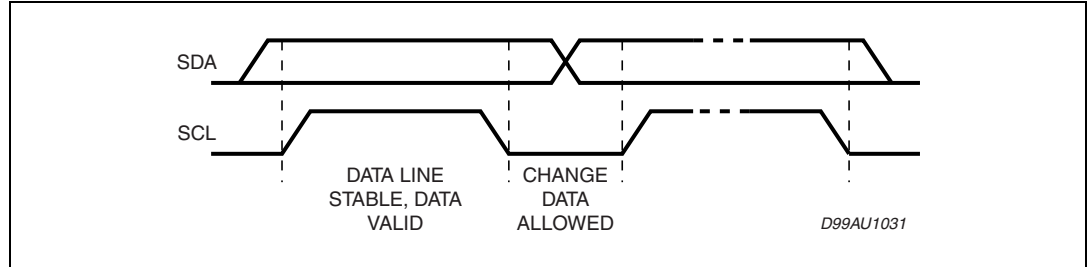 SDA
SCL
DATA LINE
STABLE, DATA
VALID
CHANGE
DATA
ALLOWED
D99AU1031